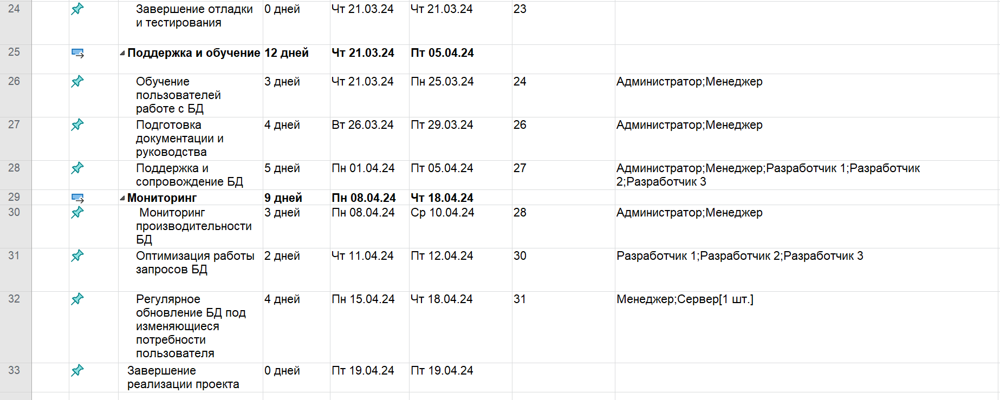 24 Завершение отладки 0 дней Чт 21.03.24 Чт 21.03.24 23
и тестирования
25 Поддержка и обучение 12 дней Чт 21.03.24 Пт 05.04.24
26 Обучение 3 дней Чт 21.03.24 Пн 25.03.24 24 Администратор;Менеджер
пользователей
работе с БД
27 Подготовка 4 дней Вт 26.03.24 Пт 29.03.24 26 Администратор;Менеджер
документации и
руководства
28 Поддержка и 5 дней Пн 01.04.24 Пт 05.04.24 27 Администратор;Менеджер;Разработчик 1;Разработчик
сопровождение БД 2;Разработчик 3
29 Мониторинг 9 дней Пн 08.04.24 Чт 18.04.24
30 Мониторинг 3 дней Пн 08.04.24 Ср 10.04.24 28 Администратор;Менеджер
производительности
БД
31 Оптимизация работы 2 дней Чт 11.04.24 Пт 12.04.24 30 Разработчик 1;Разработчик 2;Разработчик 3
запросов БД
32 Регулярное 4 дней Пн 15.04.24 Чт 18.04.24 31 Менеджер;Сервер[1 шт.]
обновление БД под
изменяющиеся
потребности
пользователя
33 Завершение 0 дней Пт 19.04.24 Пт 19.04.24
реализации проекта